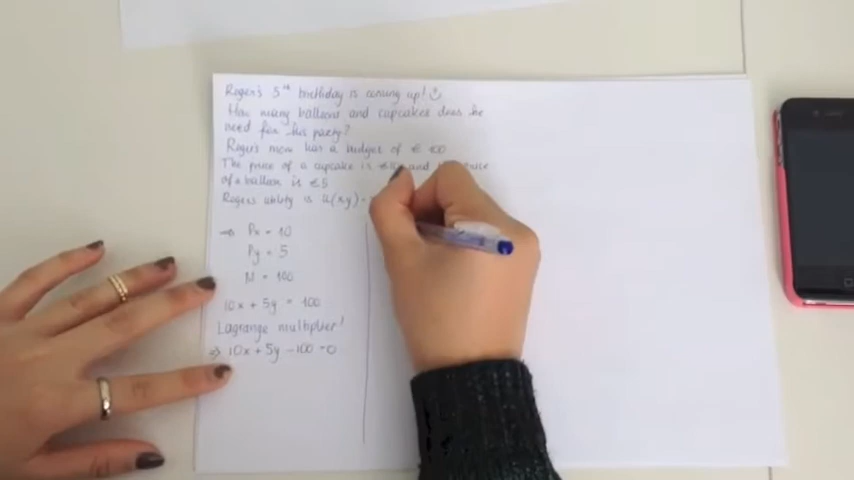 Roger's 5th birthday is coming up!
How many balloons and cupcakes does he
need for his party?
Roger's mom has a budget of €100
The price of a cupcake is €10 and
of a balloon is €5
Rogers utility is u(x,y) =
→ Px = 10
Py = 5
M = 100
10x + 5y = 100
Lagrange multiplier!
⇒ 10x + 5y - 100 = 0